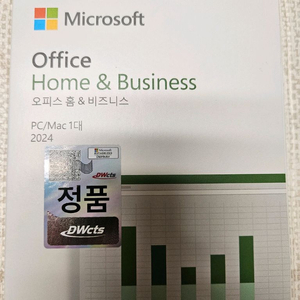 Microsoft
Office
Home & Business
오피스 홈 & 비즈니스
PC/Mac 1대
2024
Microsoft
정품
DWcts